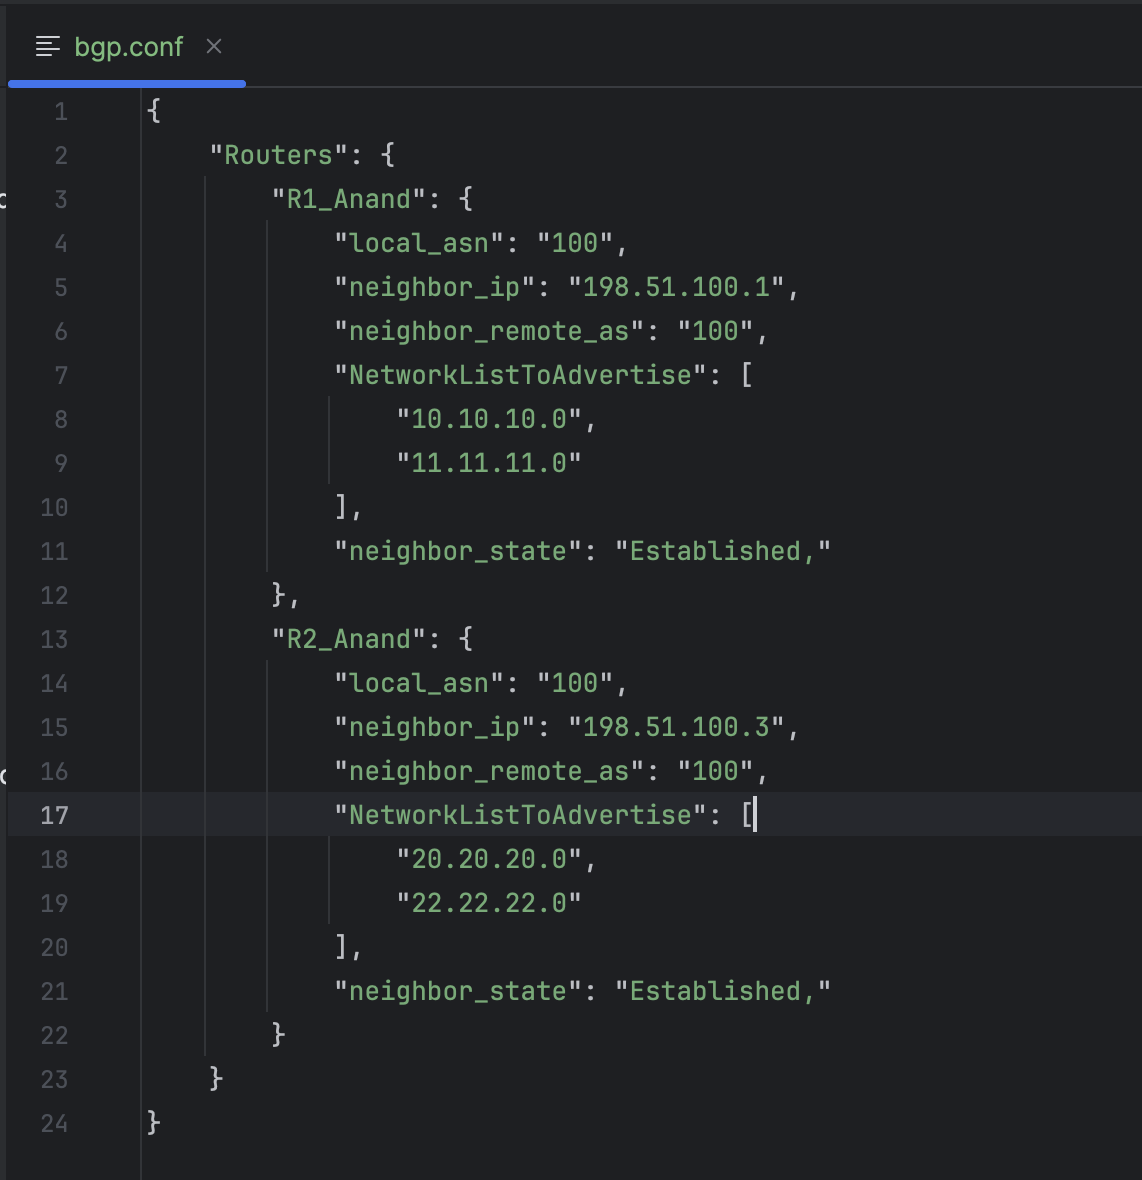 bgp.conf ×
1 {
2     "Routers": {
3         "R1_Anand": {
4             "local_asn": "100",
5             "neighbor_ip": "198.51.100.1",
6             "neighbor_remote_as": "100",
7             "NetworkListToAdvertise": [
8                 "10.10.10.0",
9                 "11.11.11.0"
10             ],
11             "neighbor_state": "Established,"
12         },
13         "R2_Anand": {
14             "local_asn": "100",
15             "neighbor_ip": "198.51.100.3",
16             "neighbor_remote_as": "100",
17             "NetworkListToAdvertise": [
18                 "20.20.20.0",
19                 "22.22.22.0"
20             ],
21             "neighbor_state": "Established,"
22         }
23     }
24 }